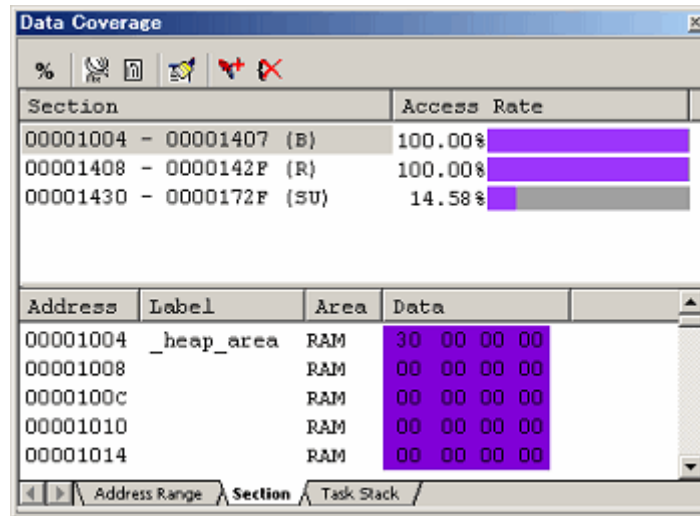 Data Coverage
%
Section Access Rate
00001004 - 00001407 (B) 100.00%
00001408 - 0000142F (R) 100.00%
00001430 - 0000172F (SU) 14.58%
Address Label Area Data
00001004 _heap_area RAM 30 00 00 00
00001008 RAM 00 00 00 00
0000100C RAM 00 00 00 00
00001010 RAM 00 00 00 00
00001014 RAM 00 00 00 00
Address Range Section Task Stack